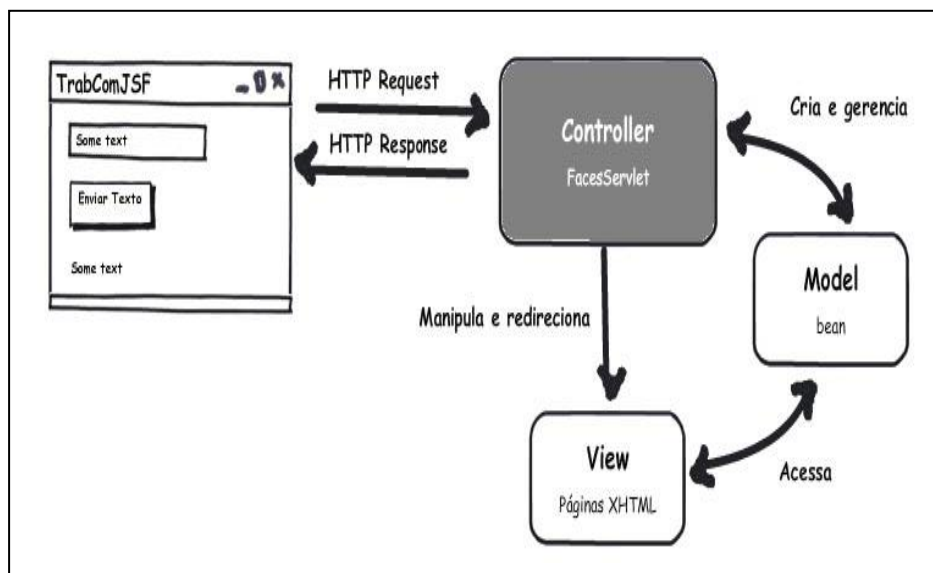 TrabComJSF
Some text
Enviar Texto
Some text
HTTP Request
HTTP Response
Controller
FacesServlet
Cria e gerencia
Model
bean
Manipula e redireciona
View
Páginas XHTML
Acessa